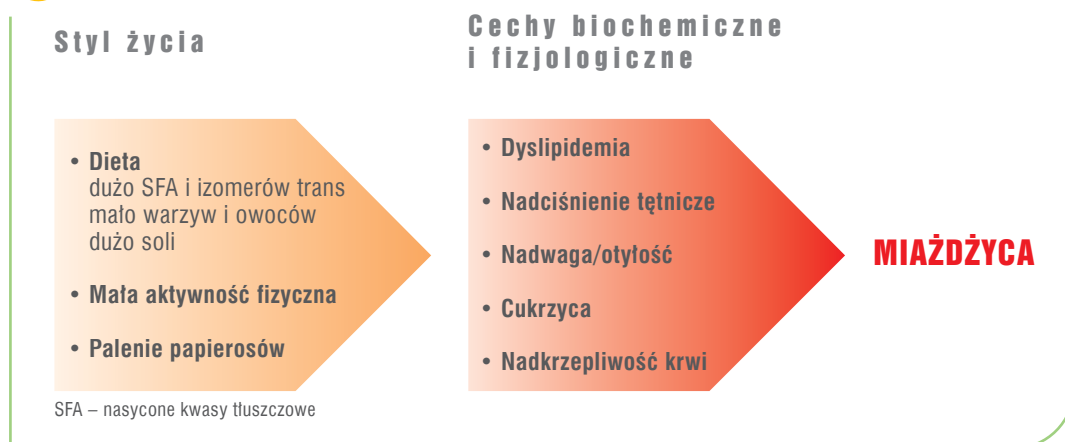 Styl życia
Cechy biochemiczne
i fizjologiczne
• Dieta
dużo SFA i izomerów trans
mało warzyw i owoców
dużo soli
• Mała aktywność fizyczna
• Palenie papierosów
• Dyslipidemia
• Nadciśnienie tętnicze
• Nadwaga/otyłość
• Cukrzyca
• Nadkrzepliwość krwi
MIAŻDŻYCA
SFA – nasycone kwasy tłuszczowe